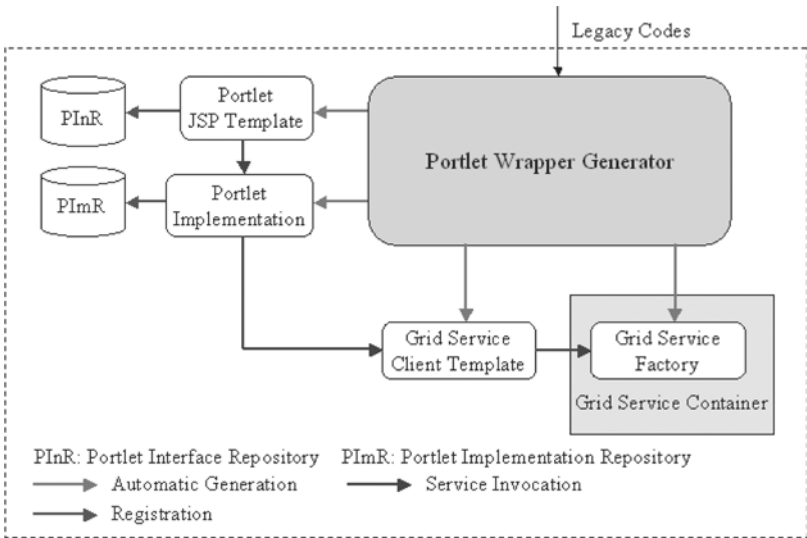 Legacy Codes
PInR
Portlet
JSP Template
Portlet Wrapper Generator
PImR
Portlet
Implementation
Grid Service
Client Template
Grid Service
Factory
Grid Service Container
PInR: Portlet Interface Repository
PImR: Portlet Implementation Repository
Automatic Generation
Service Invocation
Registration